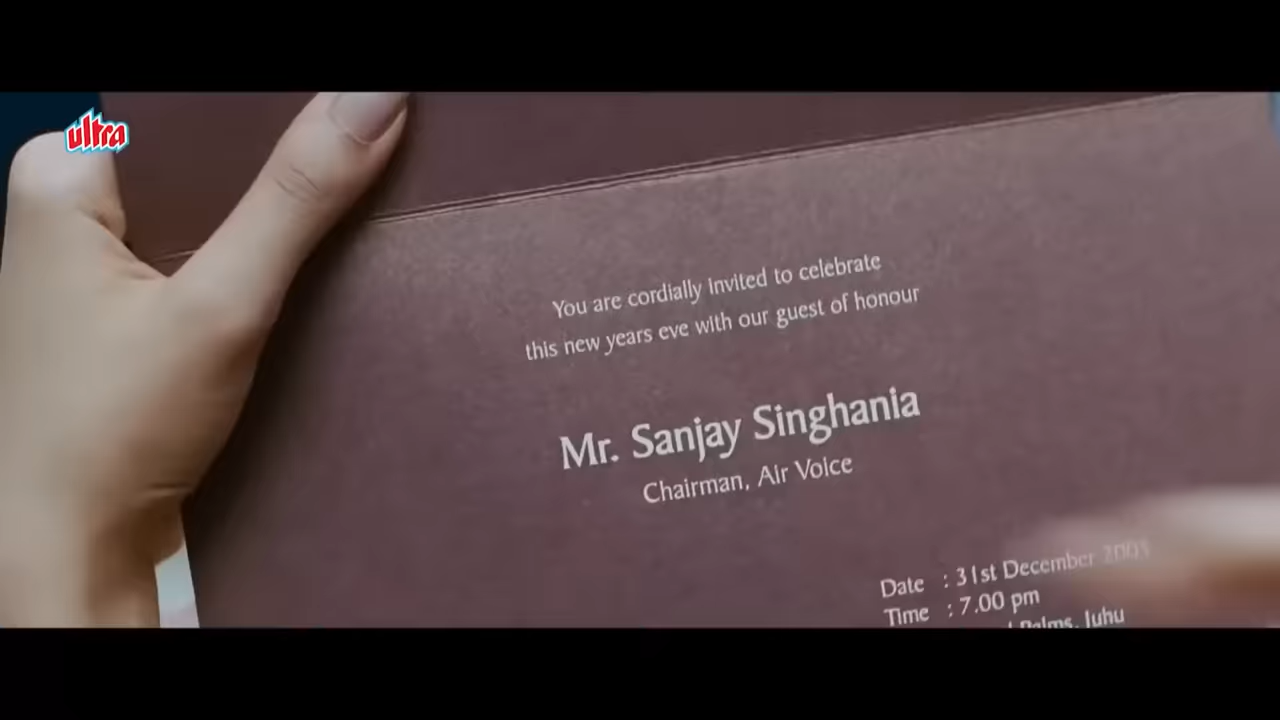 ultra
You are cordially Invited to celebrate
this new years eve with our guest of honour
Mr. Sanjay Singhania
Chairman, Air Voice
Date : 31st December
Time : 7.00 pm
Palms, Juhu